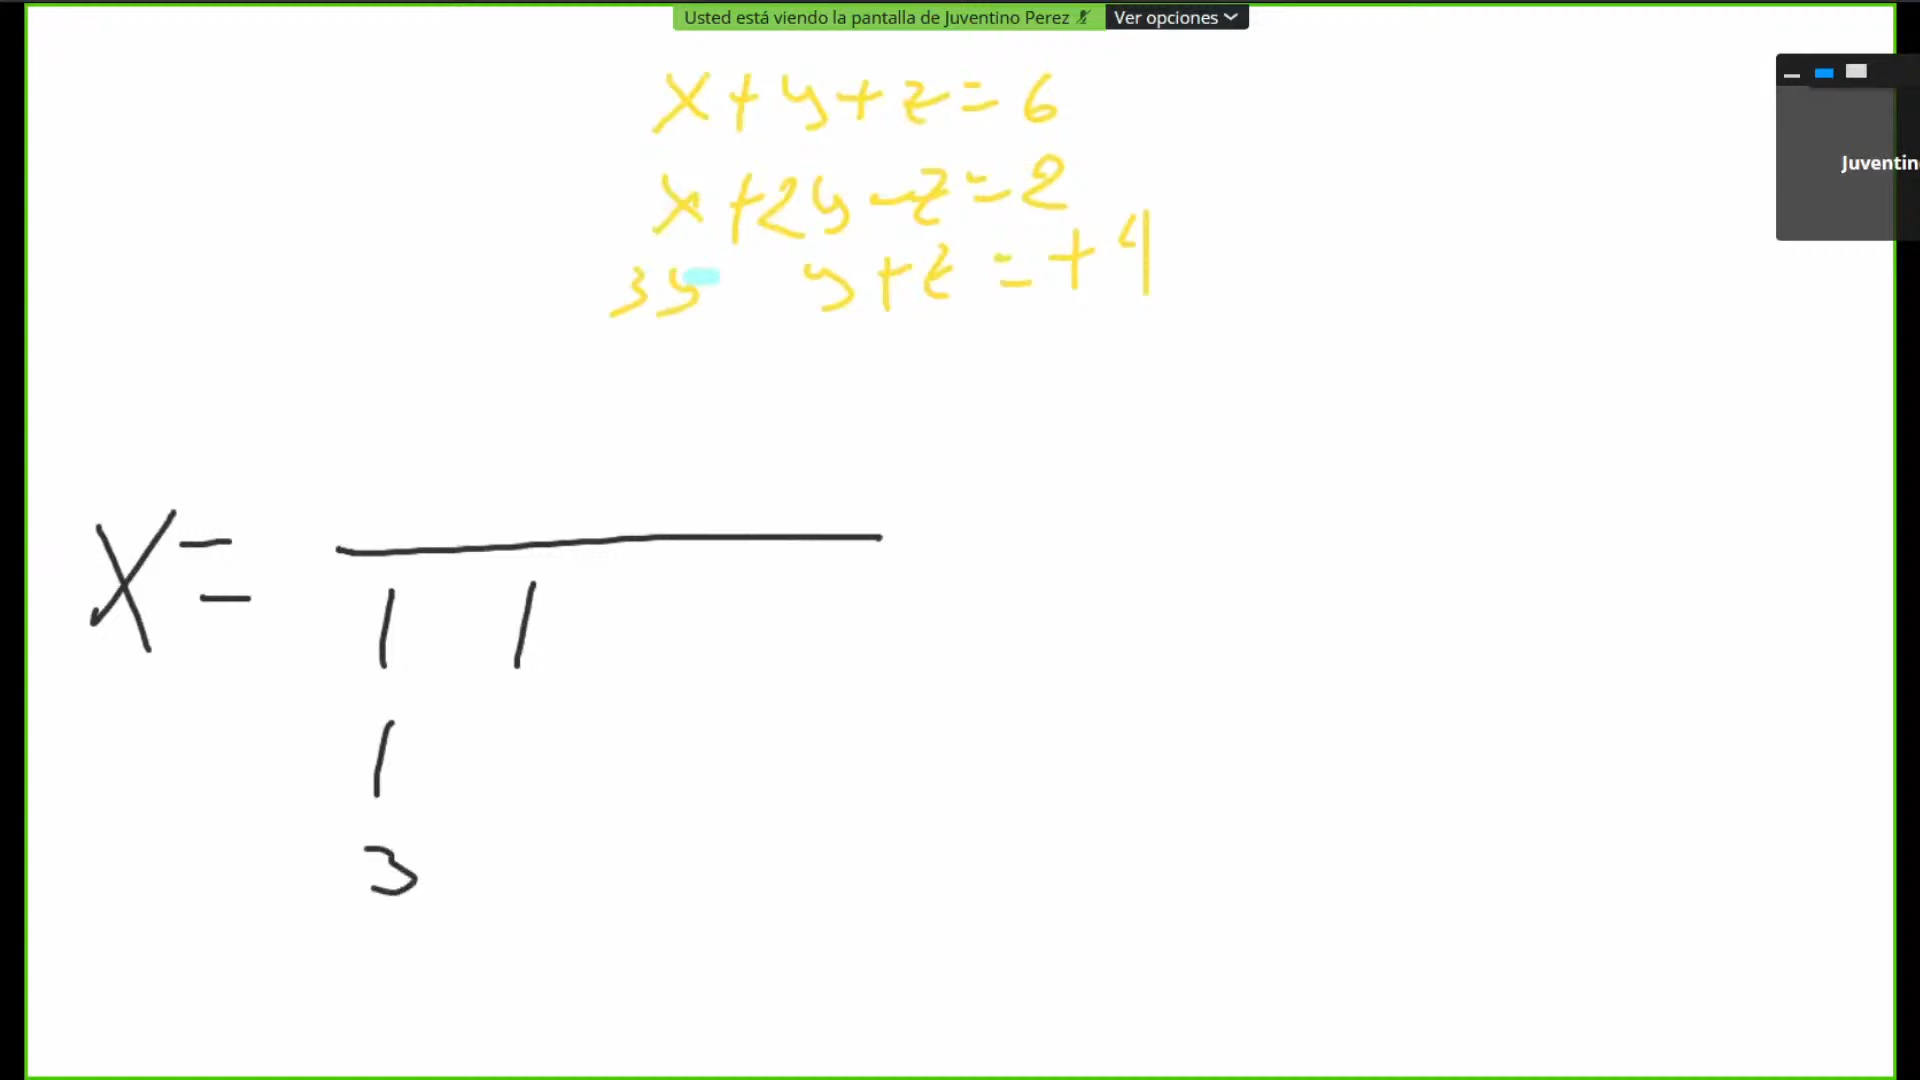 Usted está viendo la pantalla de Juventino Perez Ver opciones
x+y+z=6
x+2y-z=2
3y y+z=+4
Juventin
X=
1 1
1
3